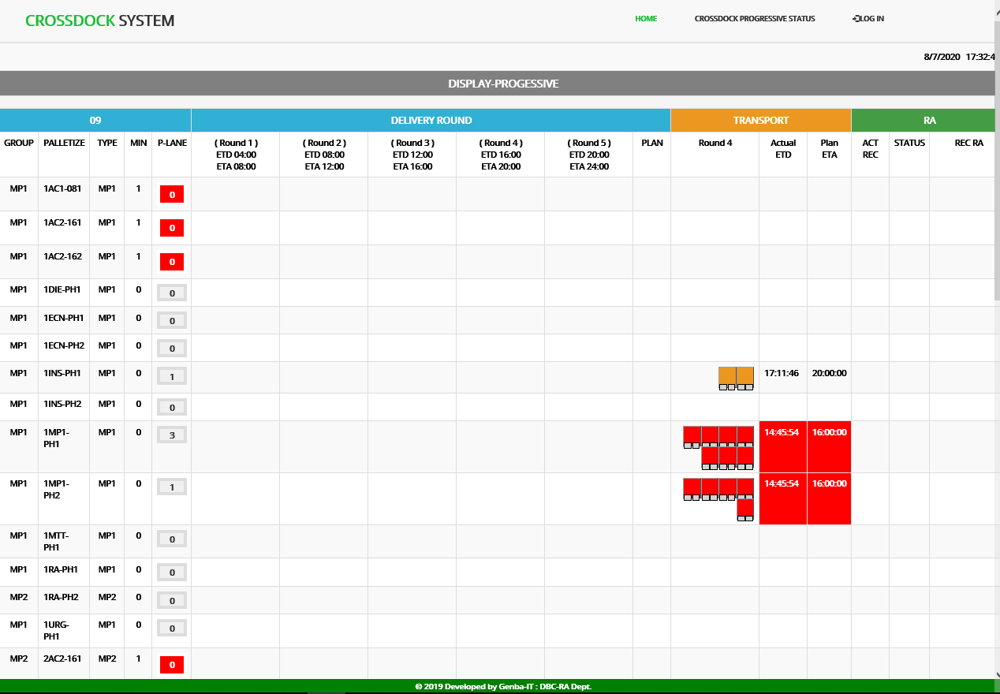 CROSSDOCK SYSTEM
HOME CROSSDOCK PROGRESSIVE STATUS LOG IN
8/7/2020 17:32:4
DISPLAY-PROGESSIVE
09 DELIVERY ROUND TRANSPORT RA
GROUP PALLETIZE TYPE MIN P-LANE ( Round 1 ) ( Round 2 ) ( Round 3 ) ( Round 4 ) ( Round 5 ) PLAN Round 4 Actual Plan ACT STATUS REC RA
ETD 04:00 ETD 08:00 ETD 12:00 ETD 16:00 ETD 20:00 ETD ETA REC
ETA 08:00 ETA 12:00 ETA 16:00 ETA 20:00 ETA 24:00
MP1 1AC1-081 MP1 1 0
MP1 1AC2-161 MP1 1 0
MP1 1AC2-162 MP1 1 0
MP1 1DIE-PH1 MP1 0 0
MP1 1ECN-PH1 MP1 0 0
MP1 1ECN-PH2 MP1 0 0
MP1 1INS-PH1 MP1 0 1 17:11:46 20:00:00
MP1 1INS-PH2 MP1 0 0
MP1 1MP1- MP1 0 3 14:45:54 16:00:00
PH1
MP1 1MP1- MP1 0 1 14:45:54 16:00:00
PH2
MP1 1MTT- MP1 0 0
PH1
MP1 1RA-PH1 MP1 0 0
MP2 1RA-PH2 MP2 0 0
MP1 1URG- MP1 0 0
PH1
MP2 2AC2-161 MP2 1 0
© 2019 Developed by Genba-IT : DBC-RA Dept.